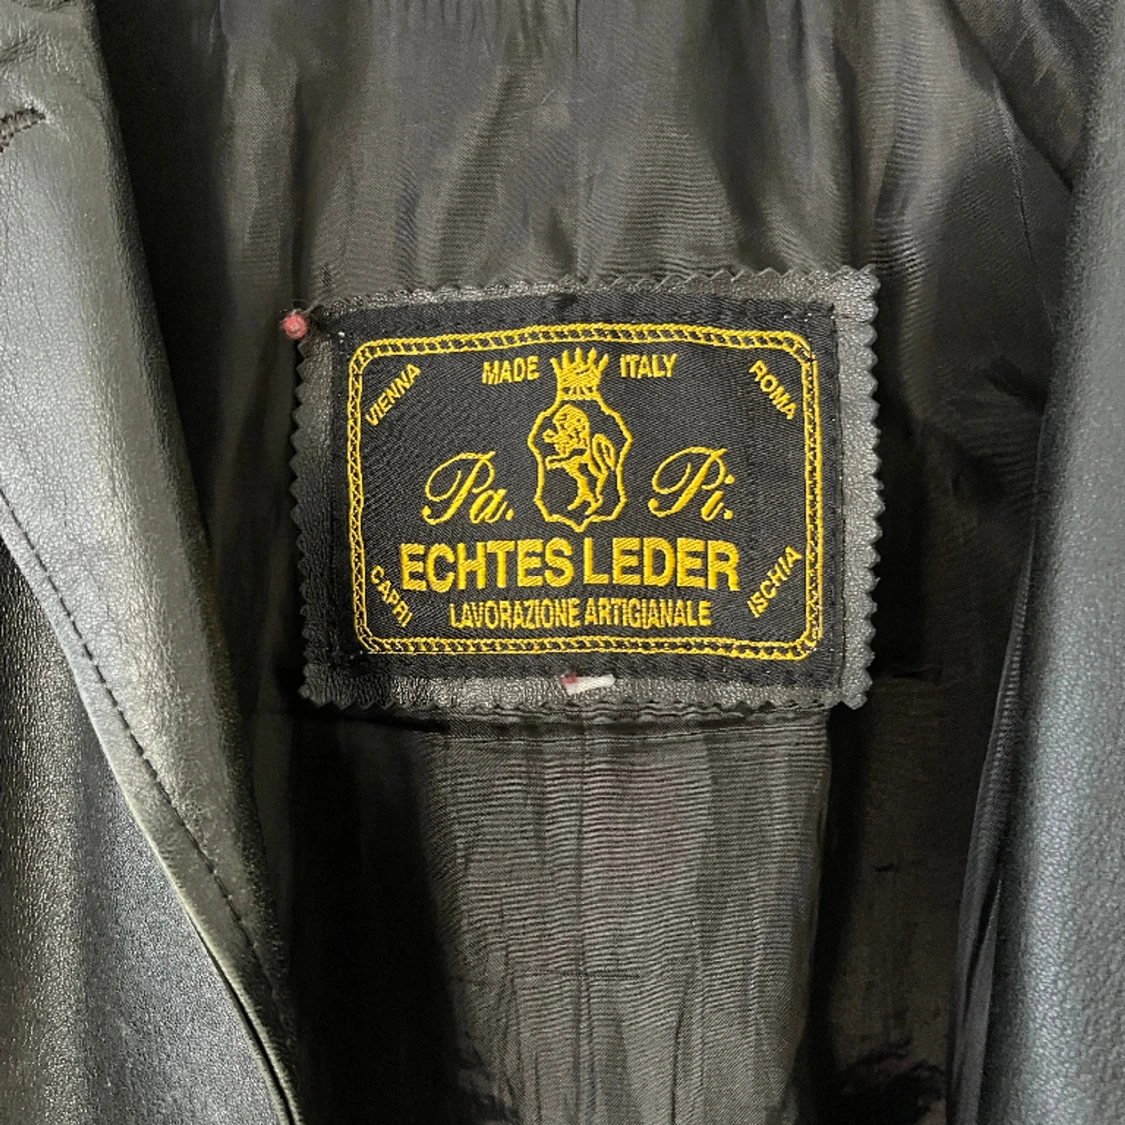 MADE ITALY
VIENNA
ROMA
Pa. Pi.
ECHTES LEDER
LAVORAZIONE ARTIGIANALE
CAPRI
ISCHIA